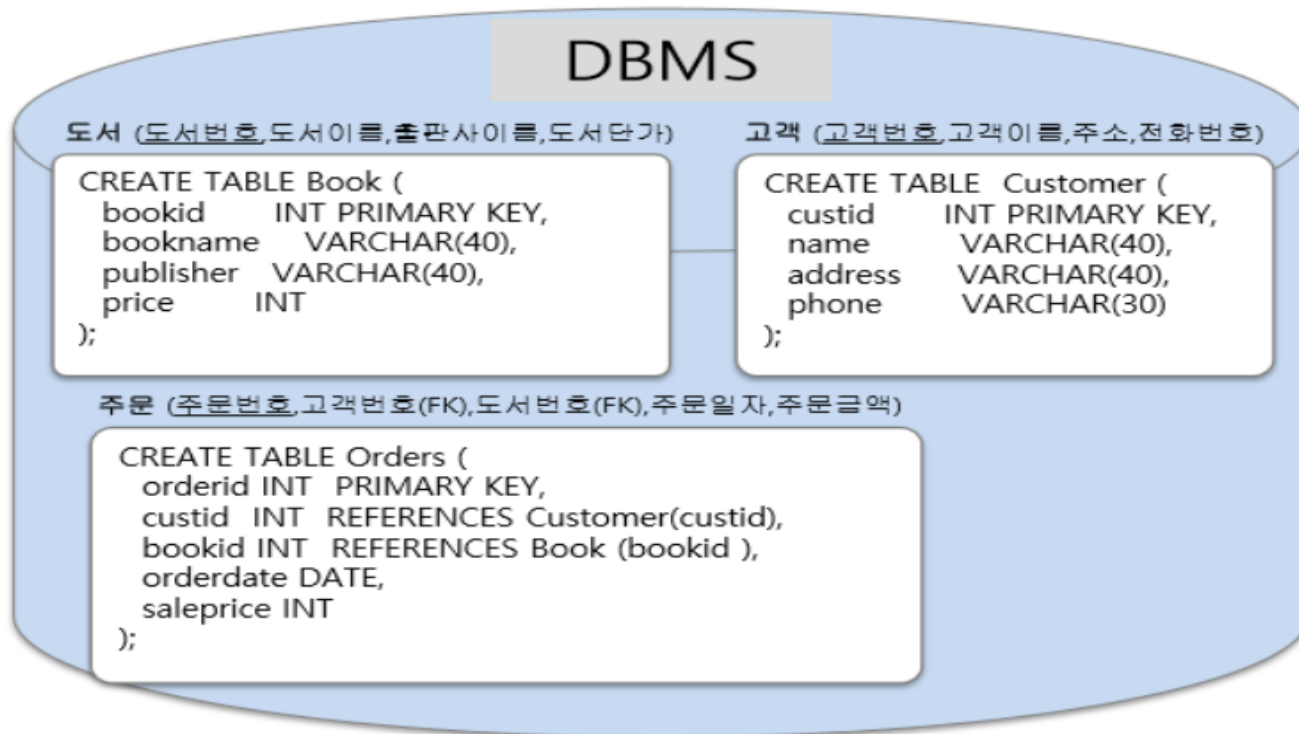 DBMS
도서 (도서번호,도서이름,출판사이름,도서단가)
CREATE TABLE Book (
bookid INT PRIMARY KEY,
bookname VARCHAR(40),
publisher VARCHAR(40),
price INT
);
고객 (고객번호,고객이름,주소,전화번호)
CREATE TABLE Customer (
custid INT PRIMARY KEY,
name VARCHAR(40),
address VARCHAR(40),
phone VARCHAR(30)
);
주문 (주문번호,고객번호(FK),도서번호(FK),주문일자,주문금액)
CREATE TABLE Orders (
orderid INT PRIMARY KEY,
custid INT REFERENCES Customer(custid),
bookid INT REFERENCES Book (bookid ),
orderdate DATE,
saleprice INT
);